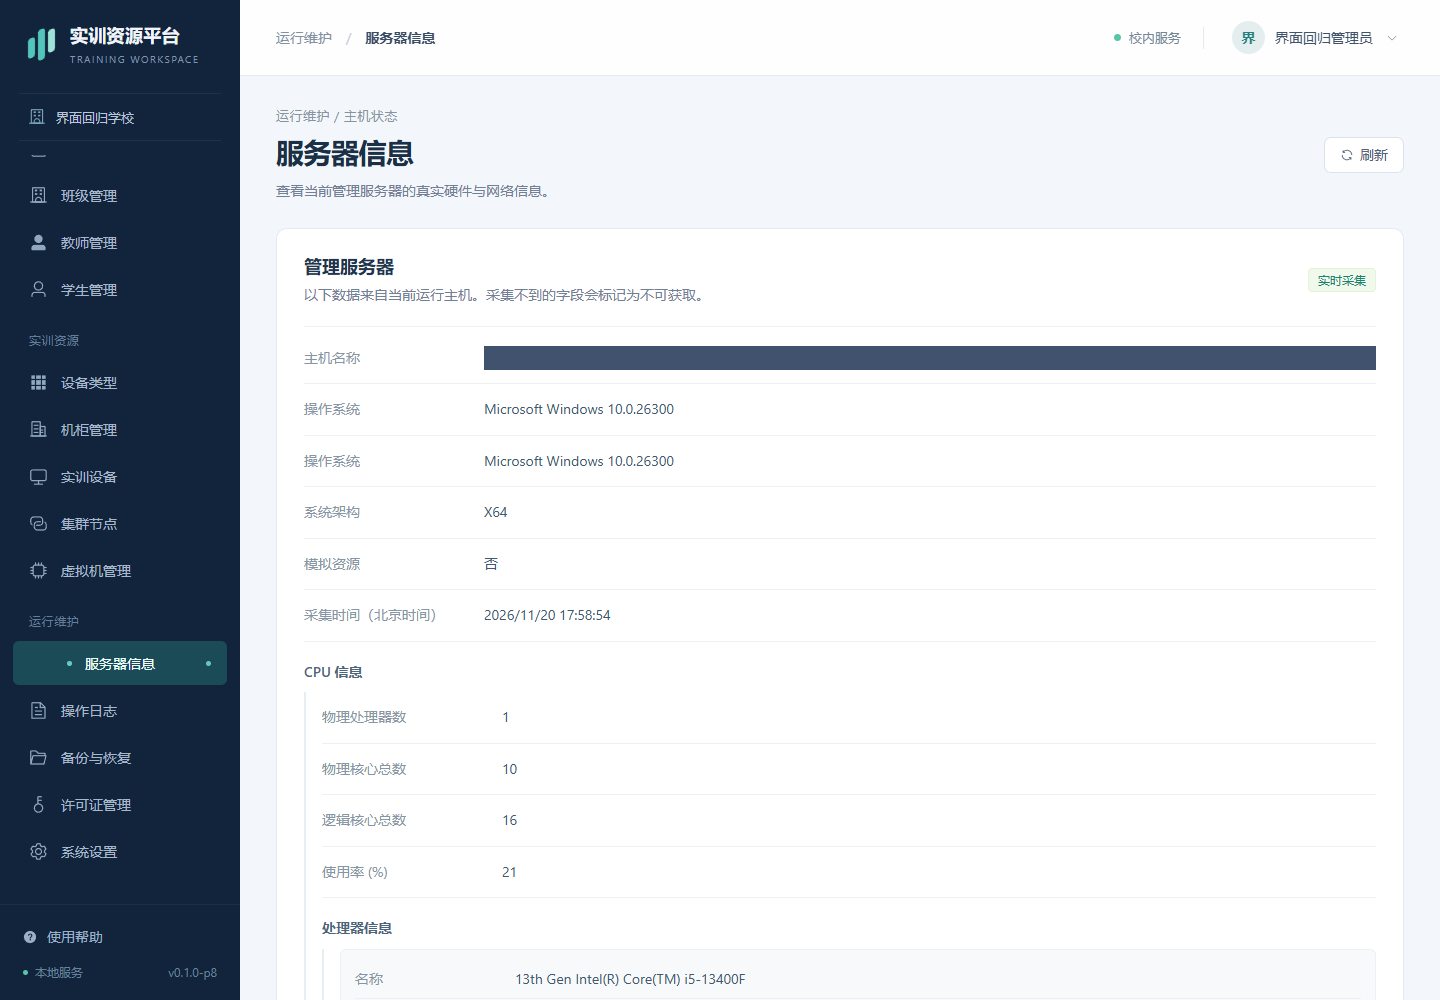 实训资源平台
TRAINING WORKSPACE
界面回归学校
班级管理
教师管理
学生管理
实训资源
设备类型
机柜管理
实训设备
集群节点
虚拟机管理
运行维护
服务器信息
操作日志
备份与恢复
许可证管理
系统设置
使用帮助
本地服务 v0.1.0-p8
运行维护 / 服务器信息
校内服务 界 界面回归管理员
运行维护 / 主机状态
服务器信息
刷新
查看当前管理服务器的真实硬件与网络信息。
管理服务器
以下数据来自当前运行主机。采集不到的字段会标记为不可获取。
实时采集
主机名称
操作系统 Microsoft Windows 10.0.26300
操作系统 Microsoft Windows 10.0.26300
系统架构 X64
模拟资源 否
采集时间（北京时间） 2026/11/20 17:58:54
CPU 信息
物理处理器数 1
物理核心总数 10
逻辑核心总数 16
使用率 (%) 21
处理器信息
名称 13th Gen Intel(R) Core(TM) i5-13400F